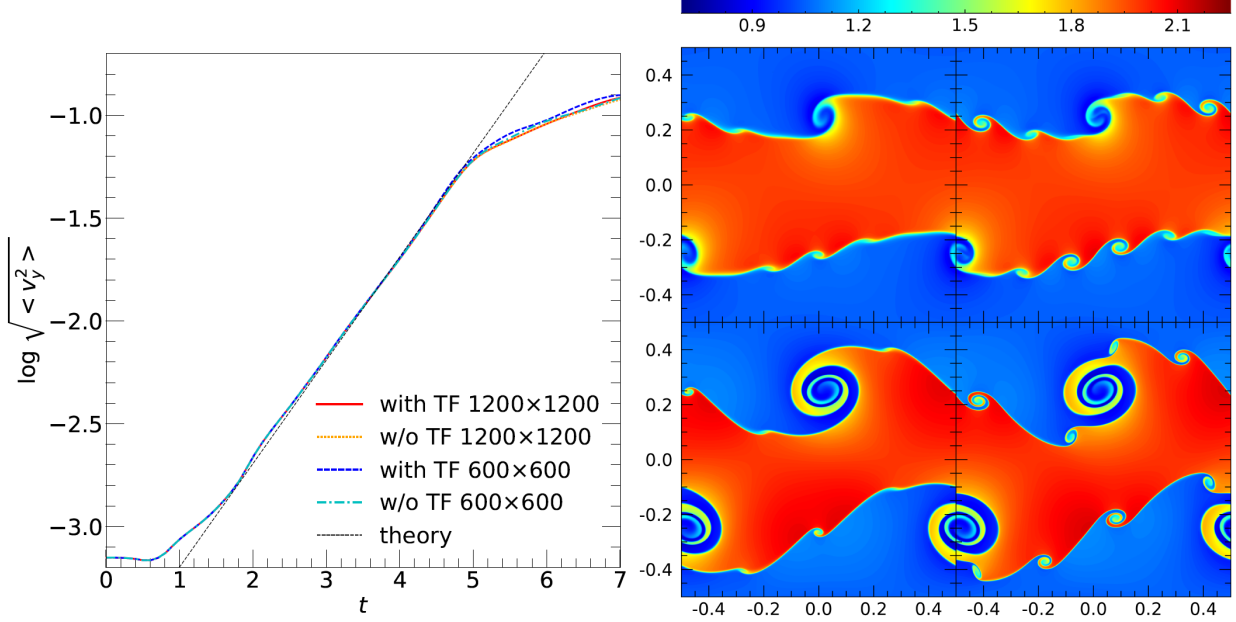 0.9 1.2 1.5 1.8 2.1
−1.0
−1.5
−2.0
−2.5
−3.0
log √< v_y^2 >
with TF 1200×1200
w/o TF 1200×1200
with TF 600×600
w/o TF 600×600
theory
0 1 2 3 4 5 6 7
t
0.4
0.2
0.0
-0.2
-0.4
0.4
0.2
0.0
-0.2
-0.4
-0.4 -0.2 0.0 0.2 0.4 -0.4 -0.2 0.0 0.2 0.4